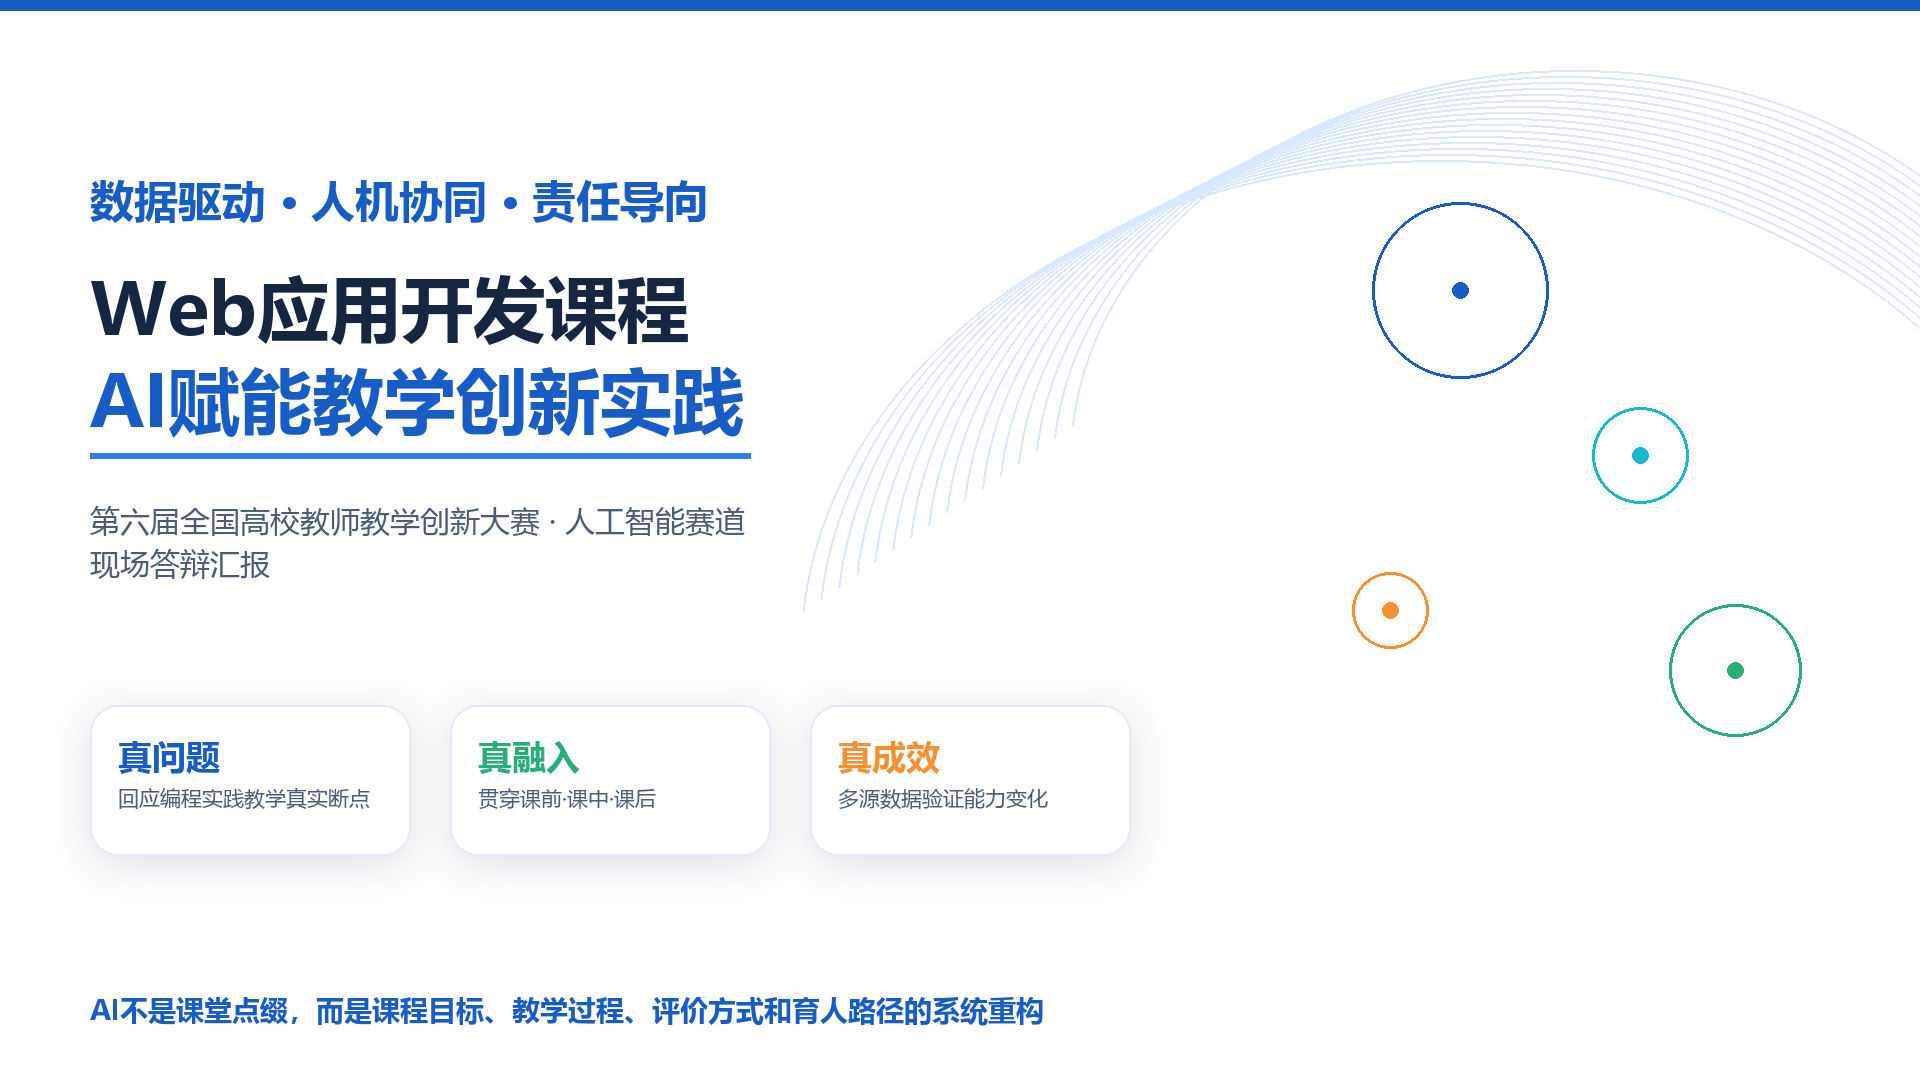 数据驱动 • 人机协同 • 责任导向
Web应用开发课程
AI赋能教学创新实践
第六届全国高校教师教学创新大赛 · 人工智能赛道
现场答辩汇报
真问题
回应编程实践教学真实断点
真融入
贯穿课前·课中·课后
真成效
多源数据验证能力变化
AI不是课堂点缀，而是课程目标、教学过程、评价方式和育人路径的系统重构